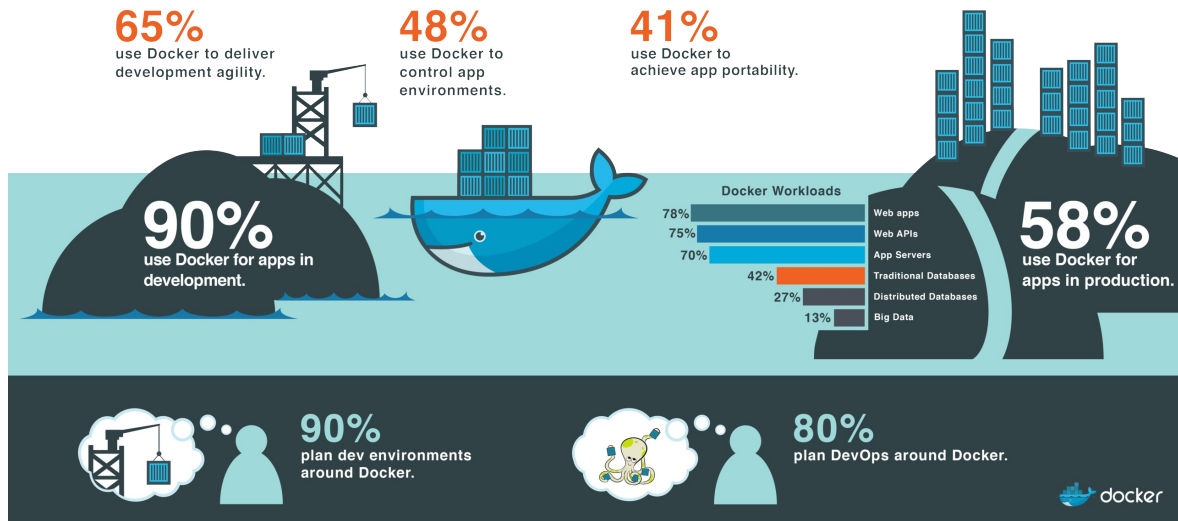 65%
use Docker to deliver
development agility.
48%
use Docker to
control app
environments.
41%
use Docker to
achieve app portability.
90%
use Docker for apps in
development.
Docker Workloads
78% Web apps
75% Web APIs
70% App Servers
42% Traditional Databases
27% Distributed Databases
13% Big Data
58%
use Docker for
apps in production.
90%
plan dev environments
around Docker.
80%
plan DevOps around Docker.
docker